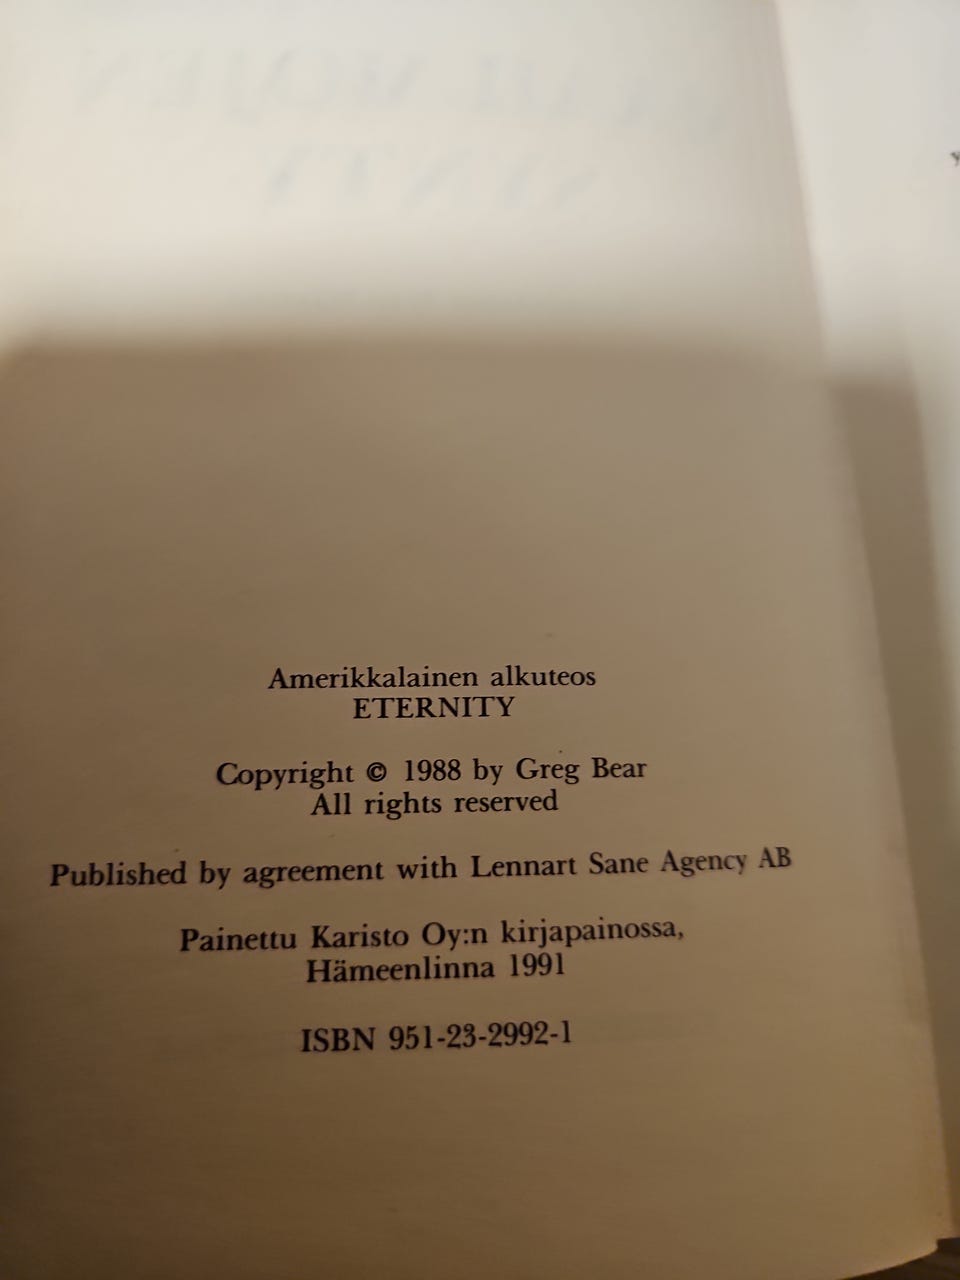 Amerikkalainen alkuteos
ETERNITY
Copyright © 1988 by Greg Bear
All rights reserved
Published by agreement with Lennart Sane Agency AB
Painettu Karisto Oy:n kirjapainossa,
Hämeenlinna 1991
ISBN 951-23-2992-1